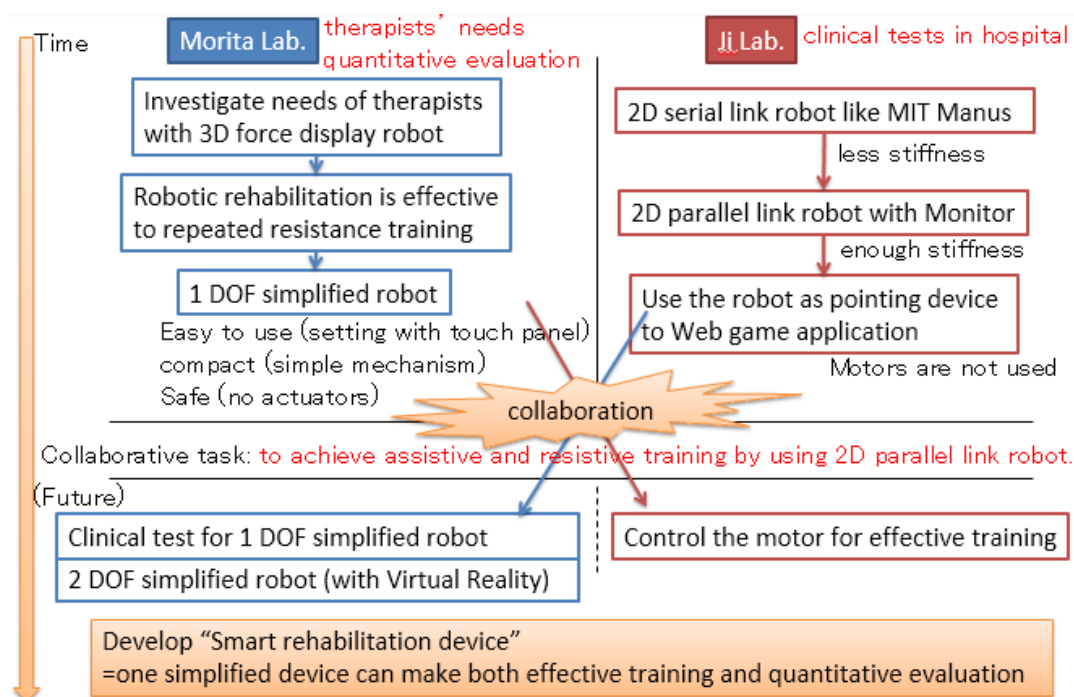 Time
Morita Lab.
therapists' needs
quantitative evaluation
Ji Lab.
clinical tests in hospital
Investigate needs of therapists
with 3D force display robot
Robotic rehabilitation is effective
to repeated resistance training
1 DOF simplified robot
Easy to use (setting with touch panel)
compact (simple mechanism)
Safe (no actuators)
2D serial link robot like MIT Manus
less stiffness
2D parallel link robot with Monitor
enough stiffness
Use the robot as pointing device
to Web game application
Motors are not used
collaboration
Collaborative task: to achieve assistive and resistive training by using 2D parallel link robot.
(Future)
Clinical test for 1 DOF simplified robot
2 DOF simplified robot (with Virtual Reality)
Control the motor for effective training
Develop “Smart rehabilitation device”
=one simplified device can make both effective training and quantitative evaluation